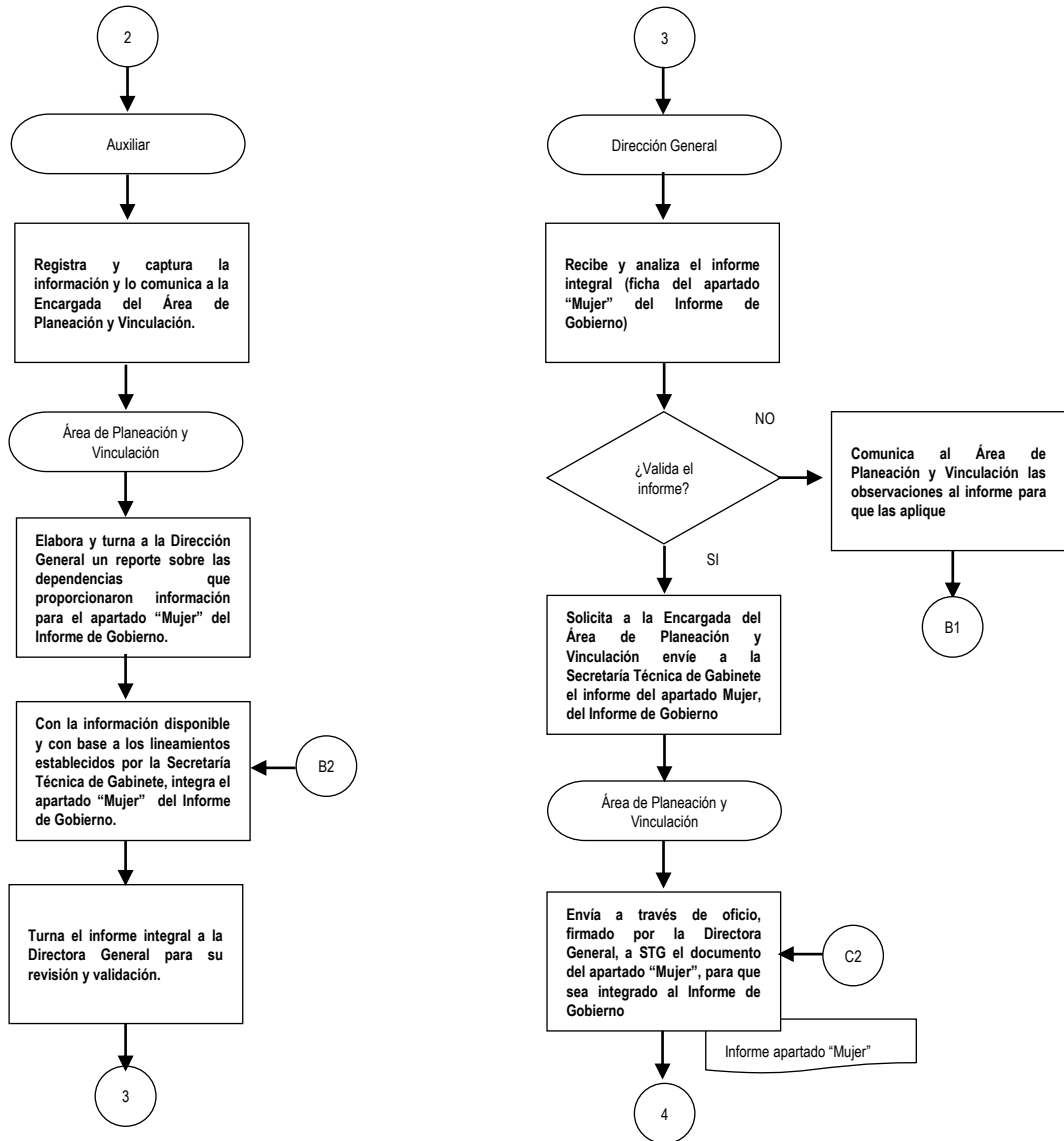 2
Auxiliar
Registra y captura la
información y lo comunica a la
Encargada del Área de
Planeación y Vinculación.
Área de Planeación y
Vinculación
Elabora y turna a la Dirección
General un reporte sobre las
dependencias que
proporcionaron información
para el apartado “Mujer” del
Informe de Gobierno.
Con la información disponible
y con base a los lineamientos
establecidos por la Secretaría
Técnica de Gabinete, integra el
apartado “Mujer” del Informe
de Gobierno.
B2
Turna el informe integral a la
Directora General para su
revisión y validación.
3
3
Dirección General
Recibe y analiza el informe
integral (ficha del apartado
“Mujer” del Informe de
Gobierno)
¿Valida el
informe?
NO
Comunica al Área de
Planeación y Vinculación las
observaciones al informe para
que las aplique
B1
SI
Solicita a la Encargada del
Área de Planeación y
Vinculación envíe a la
Secretaría Técnica de Gabinete
el informe del apartado Mujer,
del Informe de Gobierno
Área de Planeación y
Vinculación
Envía a través de oficio,
firmado por la Directora
General, a STG el documento
del apartado “Mujer”, para que
sea integrado al Informe de
Gobierno
C2
Informe apartado “Mujer”
4